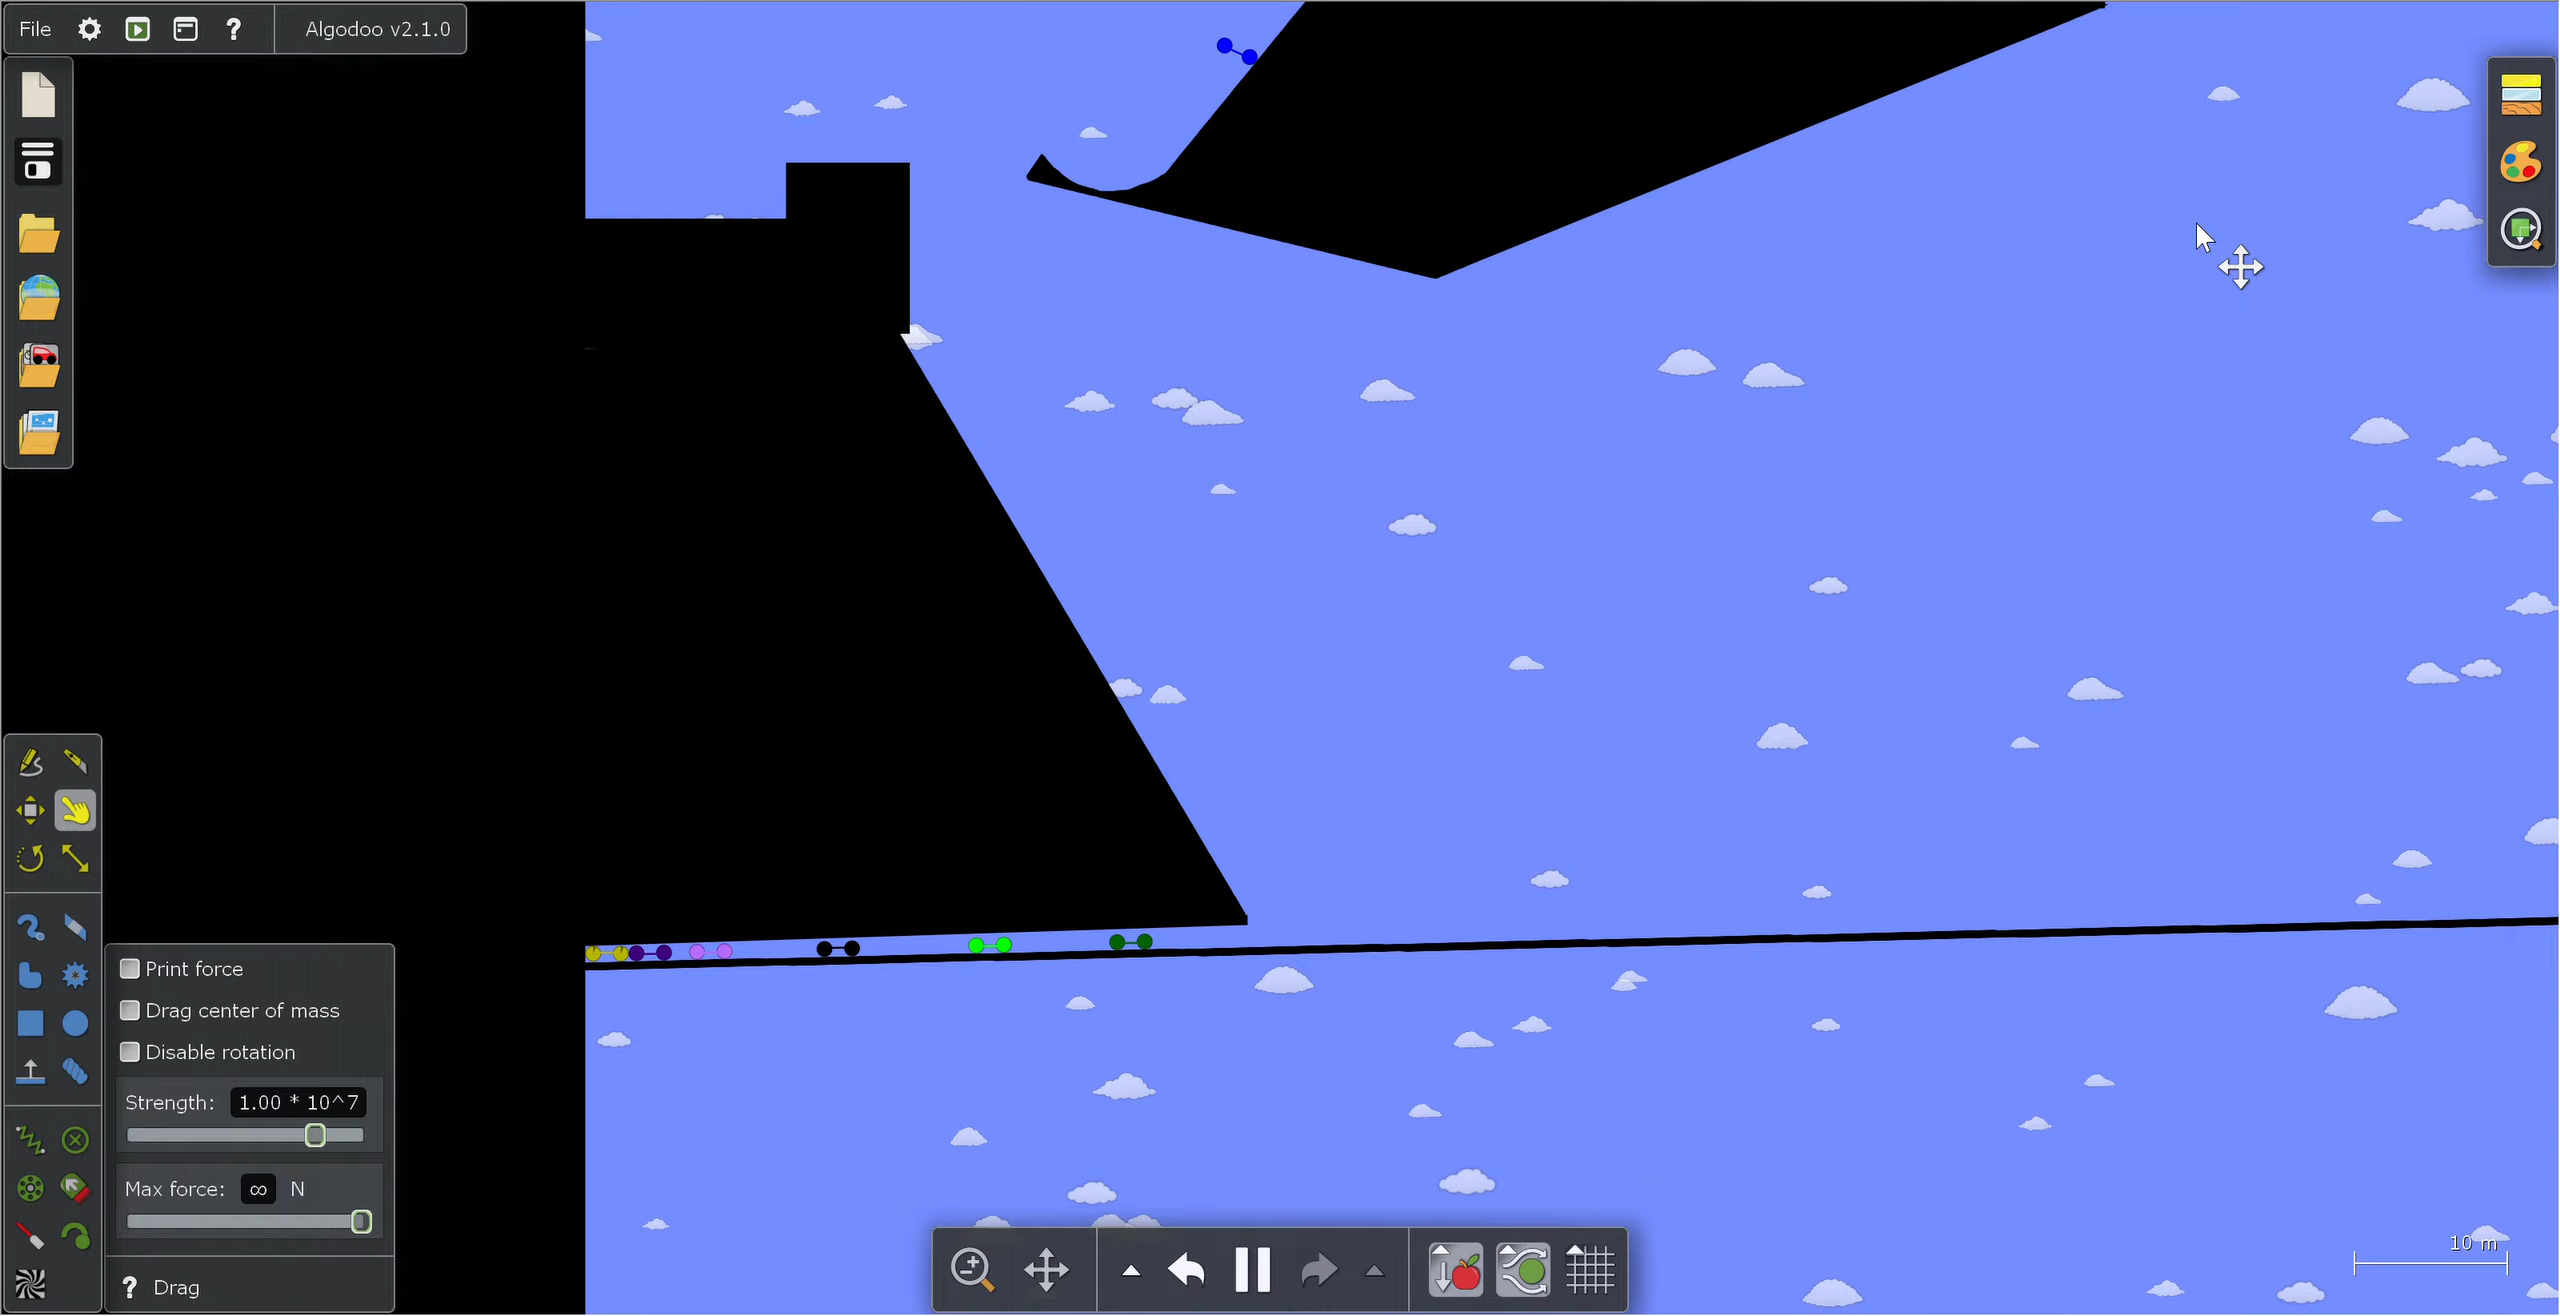 File ? Algodoo v2.1.0
Print force
Drag center of mass
Disable rotation
Strength: 1.00 * 10^7
Max force: ∞ N
? Drag
10 m